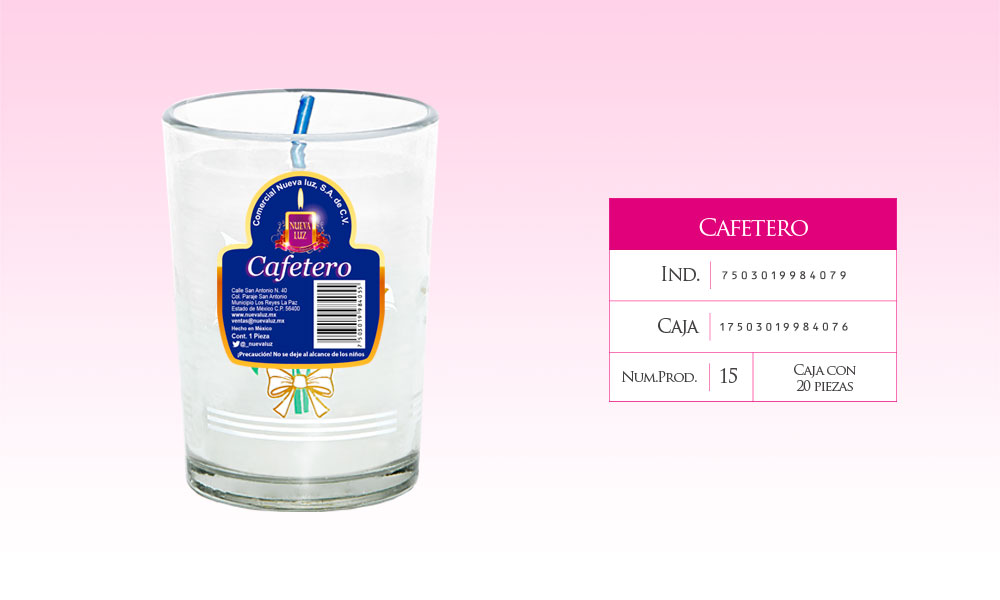 Comercial Nueva luz, S.A. de C.V.
NUEVA
LUZ
Cafetero
Calle San Antonio N. 40
Col. Paraje San Antonio
Municipio Los Reyes La Paz
Estado de México C.P. 56400
www.nuevaluz.mx
ventas@nuevaluz.mx
Hecho en México
Cont. 1 Pieza
@_nuevaluz
7503019984055
¡Precaución! No se deje al alcance de los niños
CAFETERO
IND. 7503019984079
CAJA 17503019984076
NUM.PROD. 15
CAJA CON
20 PIEZAS